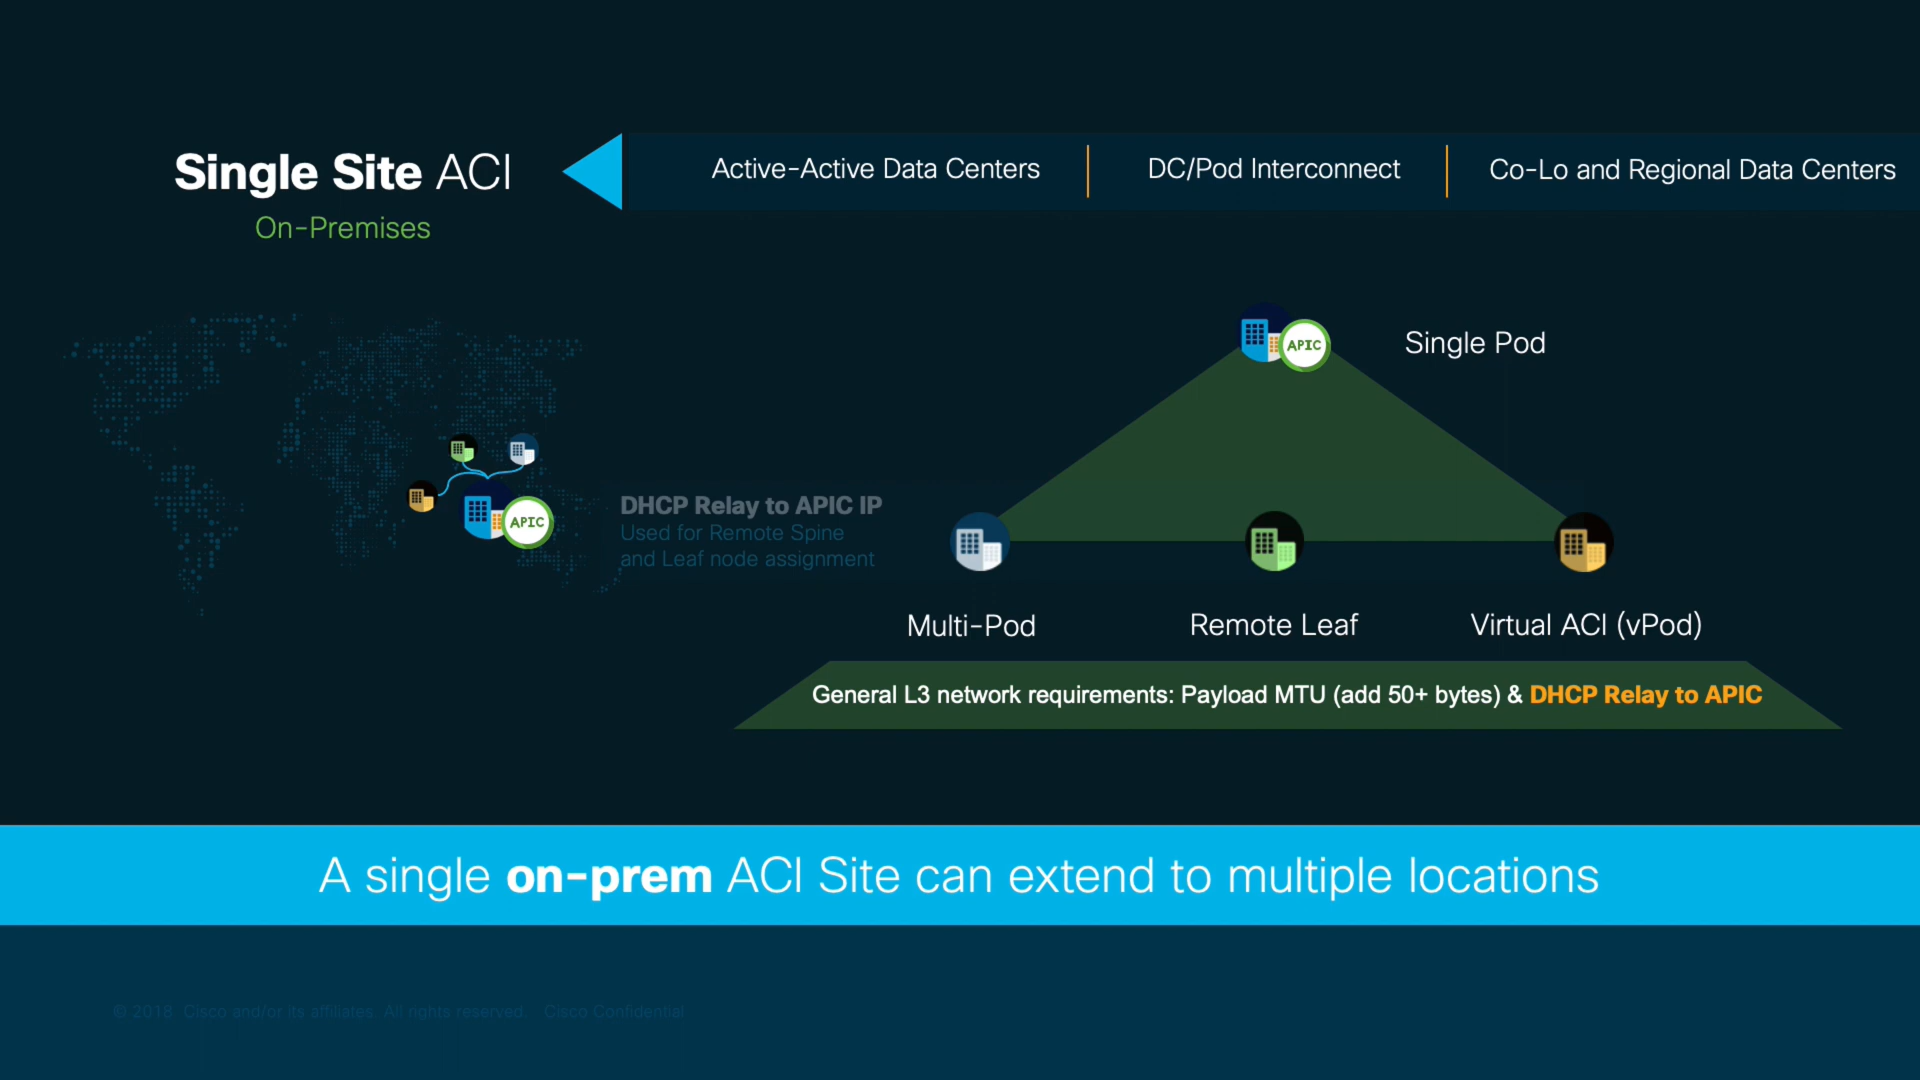 Single Site ACI
On-Premises
Active-Active Data Centers
DC/Pod Interconnect
Co-Lo and Regional Data Centers
APIC
Single Pod
APIC
DHCP Relay to APIC IP
Used for Remote Spine
and Leaf node assignment
Multi-Pod
Remote Leaf
Virtual ACI (vPod)
General L3 network requirements: Payload MTU (add 50+ bytes) & DHCP Relay to APIC
A single on-prem ACI Site can extend to multiple locations
© 2018 Cisco and/or its affiliates. All rights reserved. Cisco Confidential